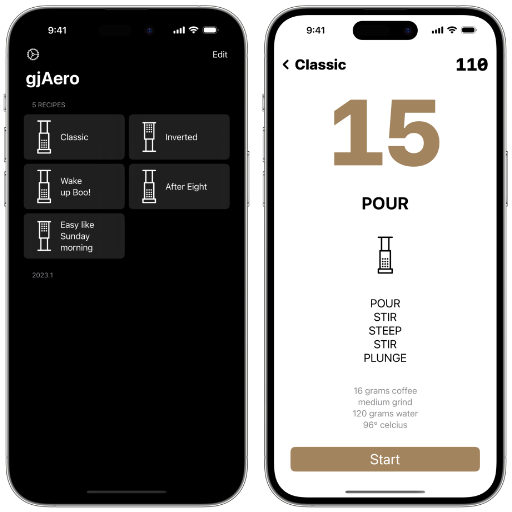 9:41
Edit
gjAero
5 RECIPES
Classic
Inverted
Wake
up Boo!
After Eight
Easy like
Sunday
morning
2023.1
9:41
Classic
110
15
POUR
POUR
STIR
STEEP
STIR
PLUNGE
16 grams coffee
medium grind
120 grams water
96° celcius
Start